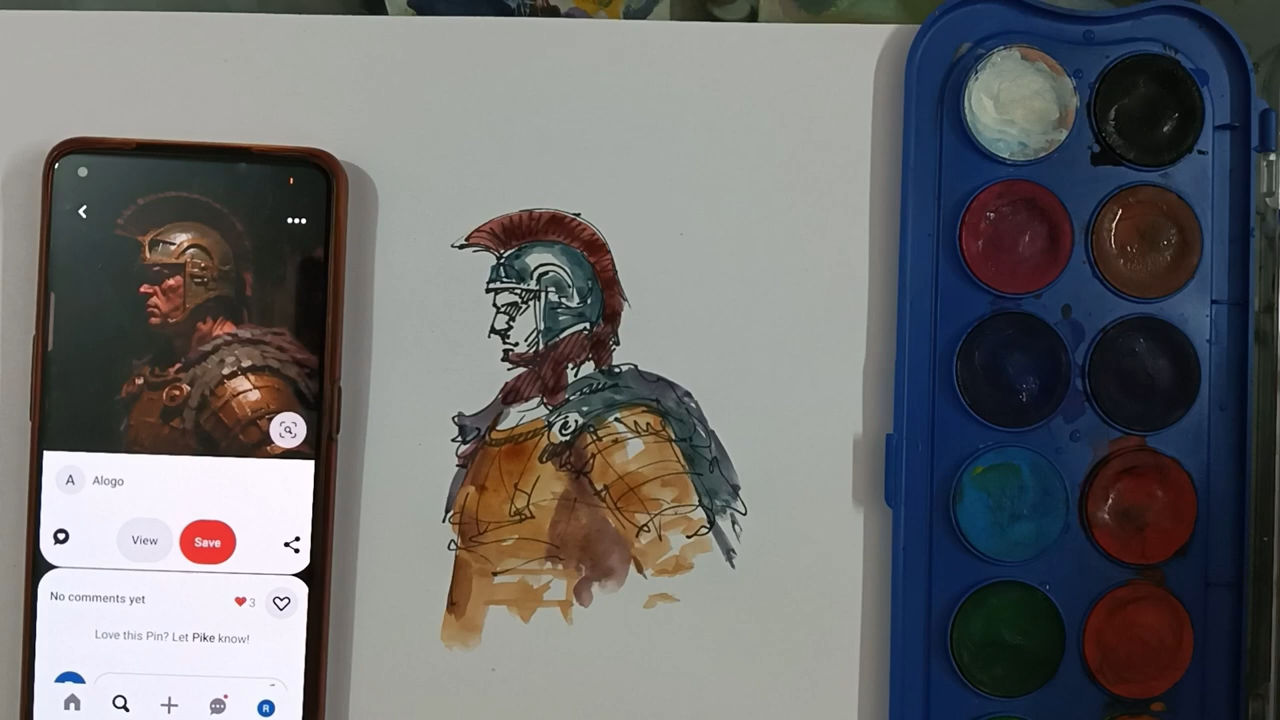 A Alogo
View
Save
No comments yet
3
Love this Pin? Let Pike know!
R